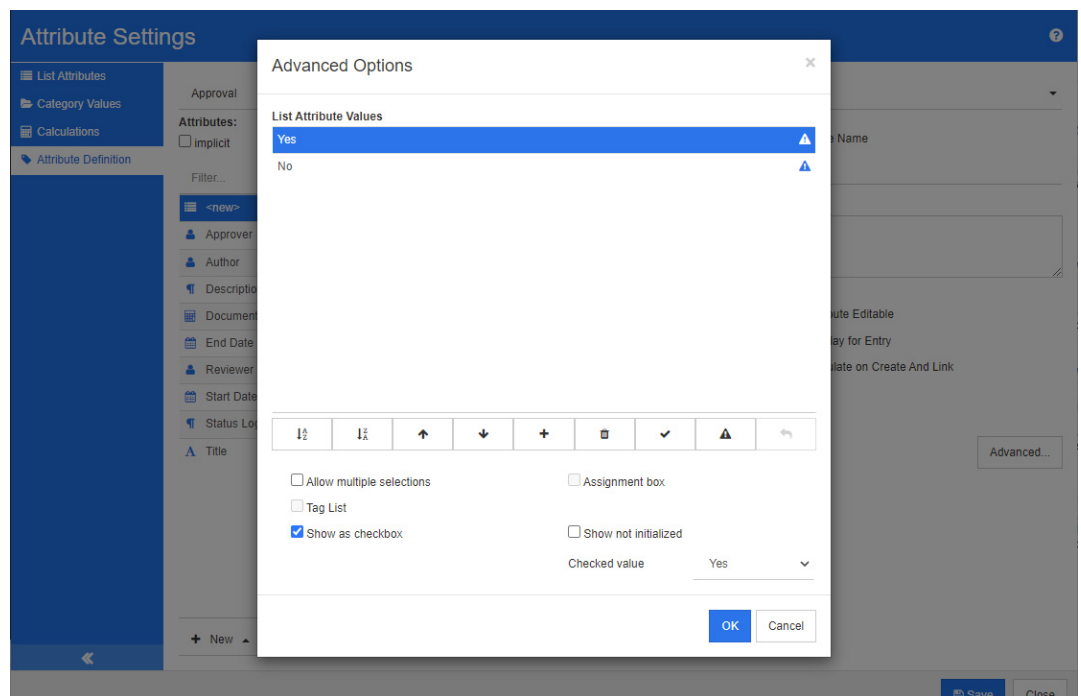 Attribute Settings
List Attributes
Category Values
Calculations
Attribute Definition
Approval
Attributes:
implicit
Filter...
<new>
Approver
Author
Descriptio
Document
End Date
Reviewer
Start Date
Status Log
Title
New
Advanced Options
List Attribute Values
Yes
No
Allow multiple selections
Assignment box
Tag List
Show as checkbox
Show not initialized
Checked value
Yes
OK
Cancel
Name
ute Editable
lay for Entry
ulate on Create And Link
Advanced...
Save
Close